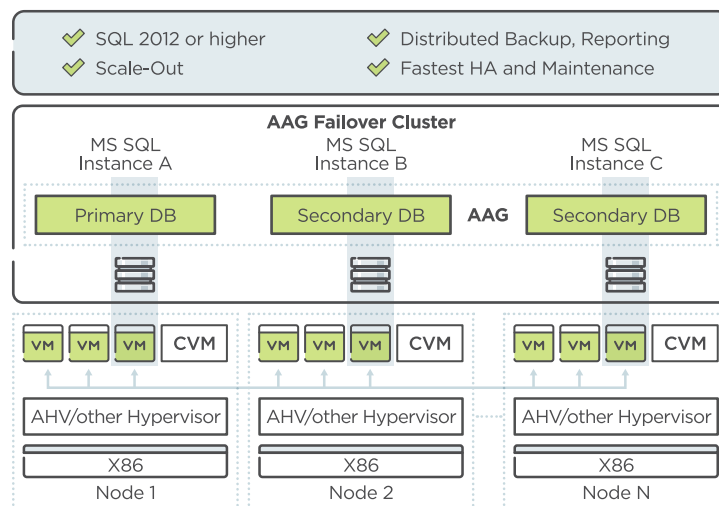 SQL 2012 or higher
Distributed Backup, Reporting
Scale-Out
Fastest HA and Maintenance
AAG Failover Cluster
MS SQL
Instance A
MS SQL
Instance B
MS SQL
Instance C
Primary DB
Secondary DB
AAG
Secondary DB
VM VM VM CVM
VM VM VM CVM
VM VM VM CVM
AHV/other Hypervisor
AHV/other Hypervisor
AHV/other Hypervisor
X86
X86
X86
Node 1
Node 2
Node N